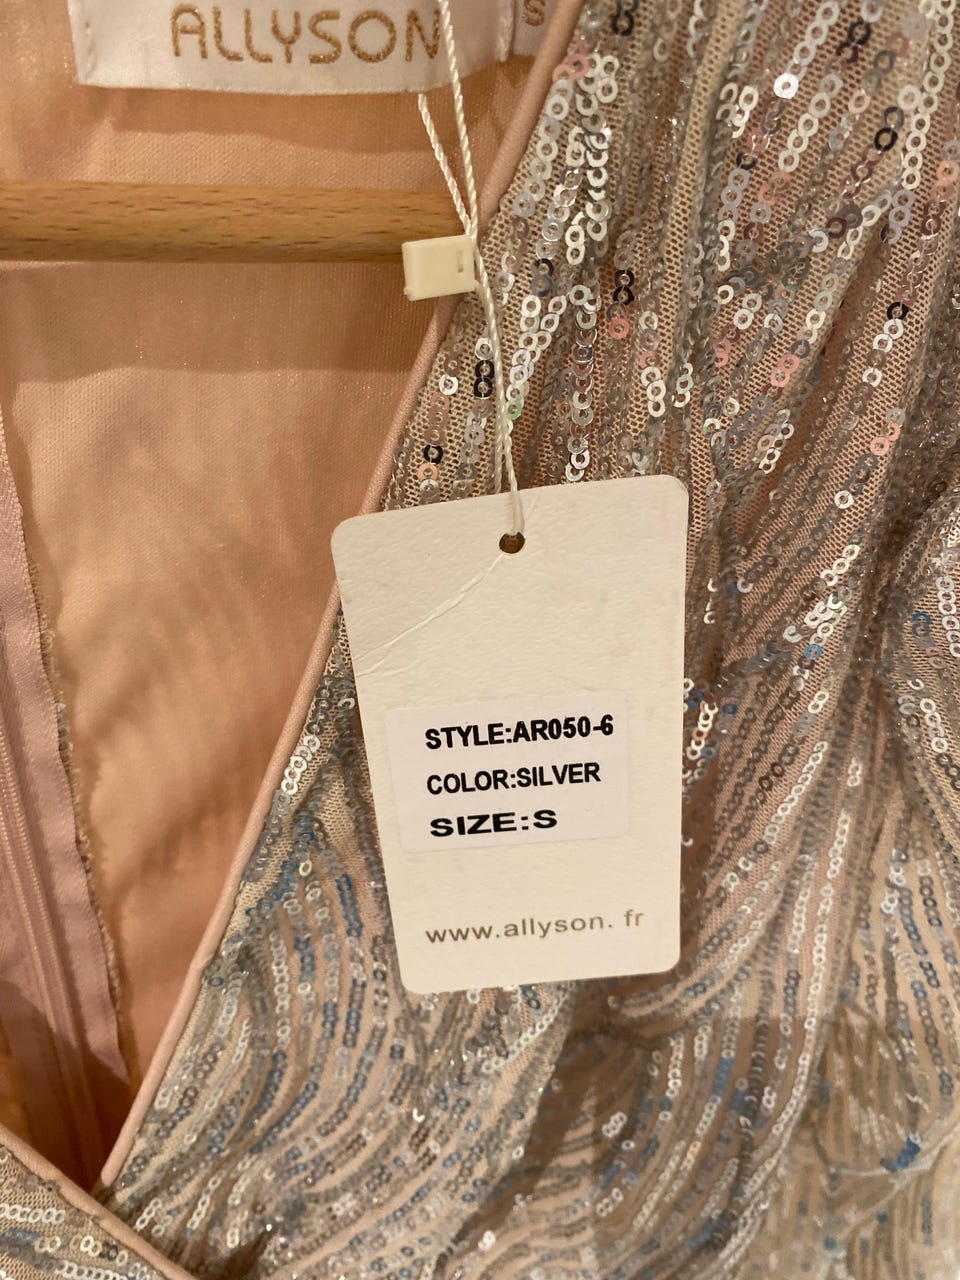 ALLYSON
S
STYLE:AR050-6
COLOR:SILVER
SIZE:S
www.allyson. fr